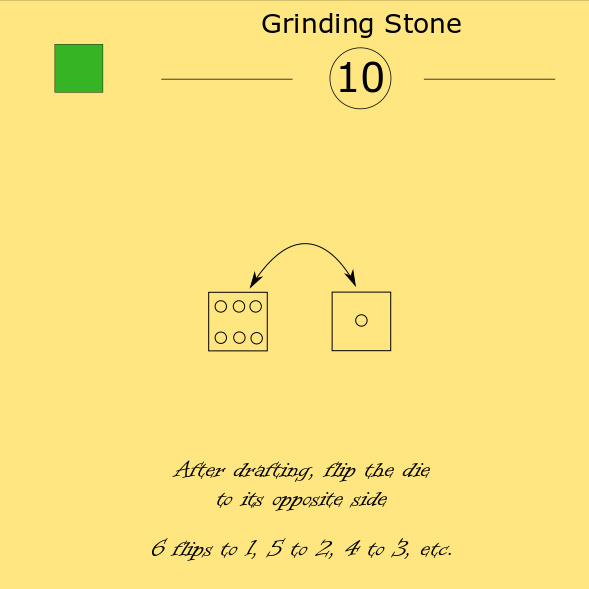 Grinding Stone
10
After drafting, flip the die
to its opposite side
6 flips to 1, 5 to 2, 4 to 3, etc.